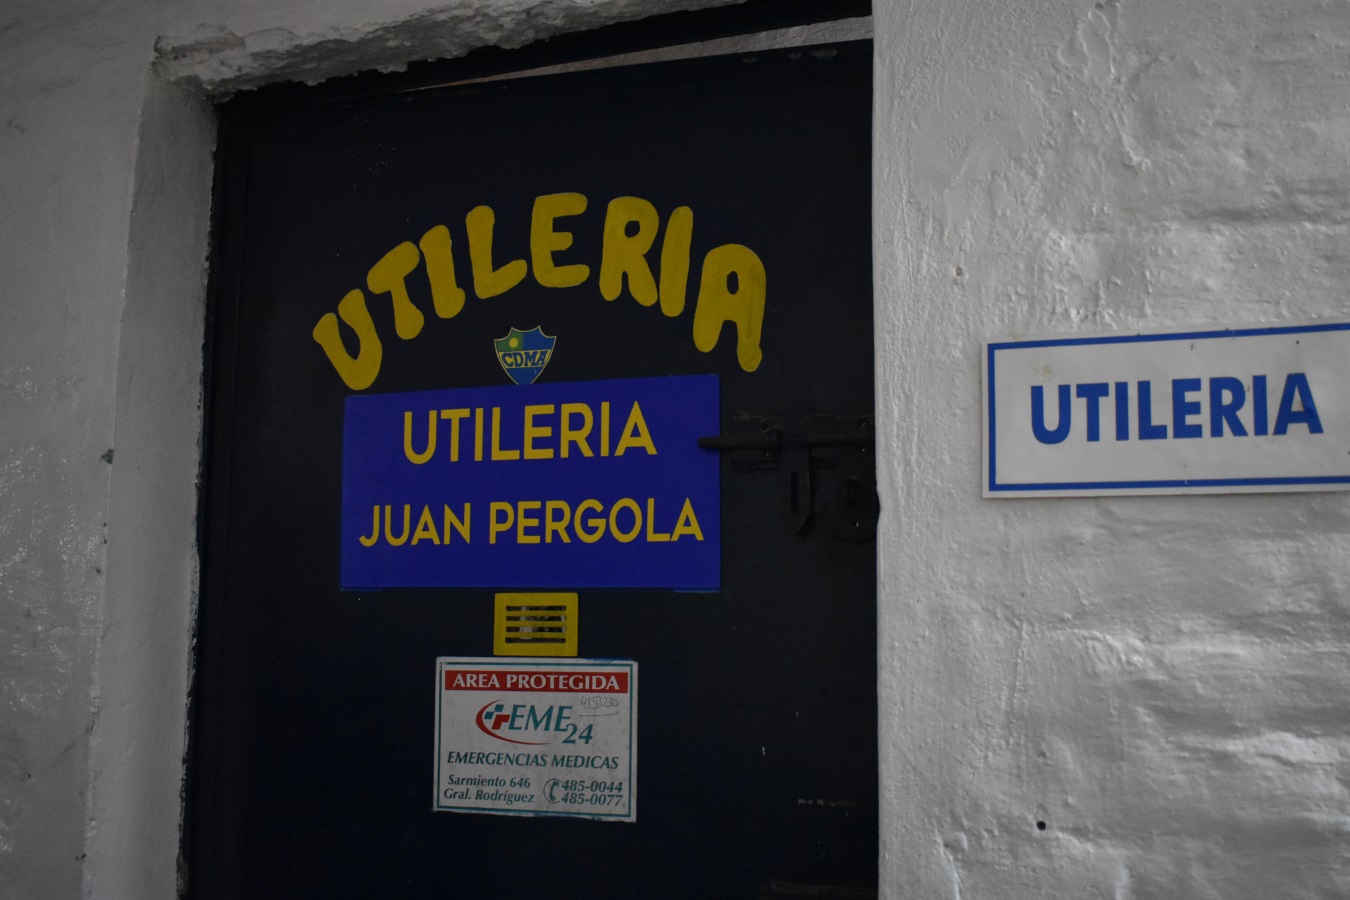 UTILERIA
CDMA
UTILERIA
JUAN PERGOLA
UTILERIA
AREA PROTEGIDA
EME
24
EMERGENCIAS MEDICAS
Sarmiento 646
Gral. Rodríguez
485-0044
485-0077